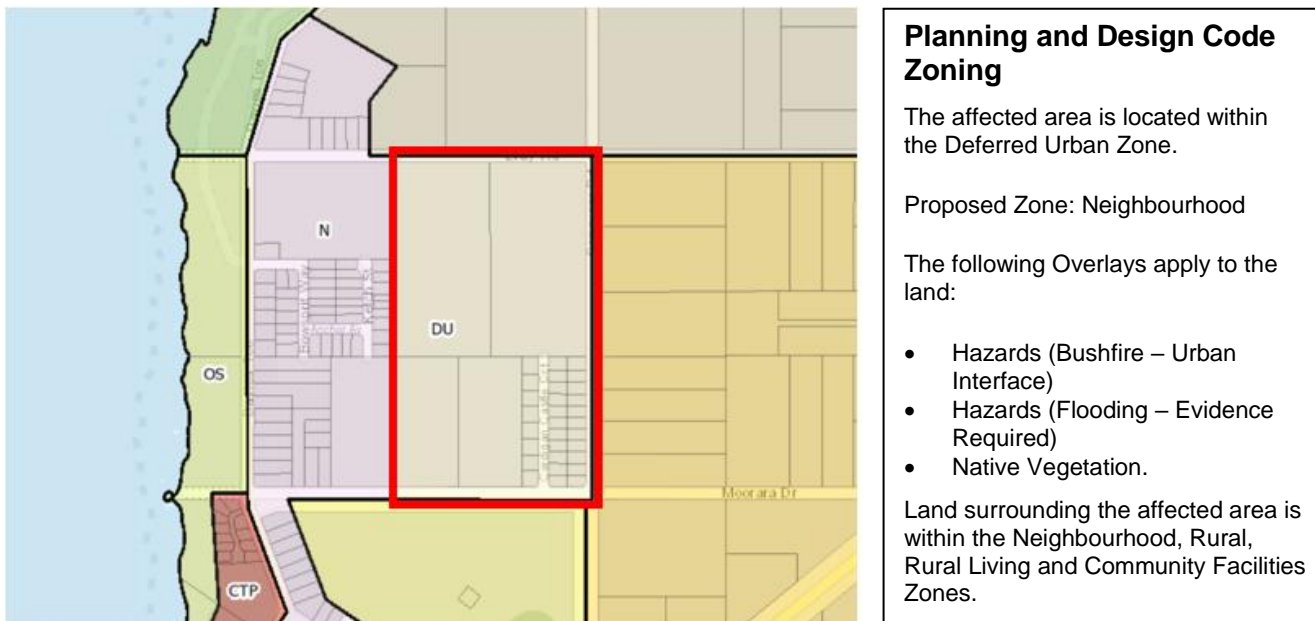 N
DU
OS
CTP
Moorara Dr
Planning and Design Code
Zoning
The affected area is located within
the Deferred Urban Zone.
Proposed Zone: Neighbourhood
The following Overlays apply to the
land:
• Hazards (Bushfire – Urban
Interface)
• Hazards (Flooding – Evidence
Required)
• Native Vegetation.
Land surrounding the affected area is
within the Neighbourhood, Rural,
Rural Living and Community Facilities
Zones.